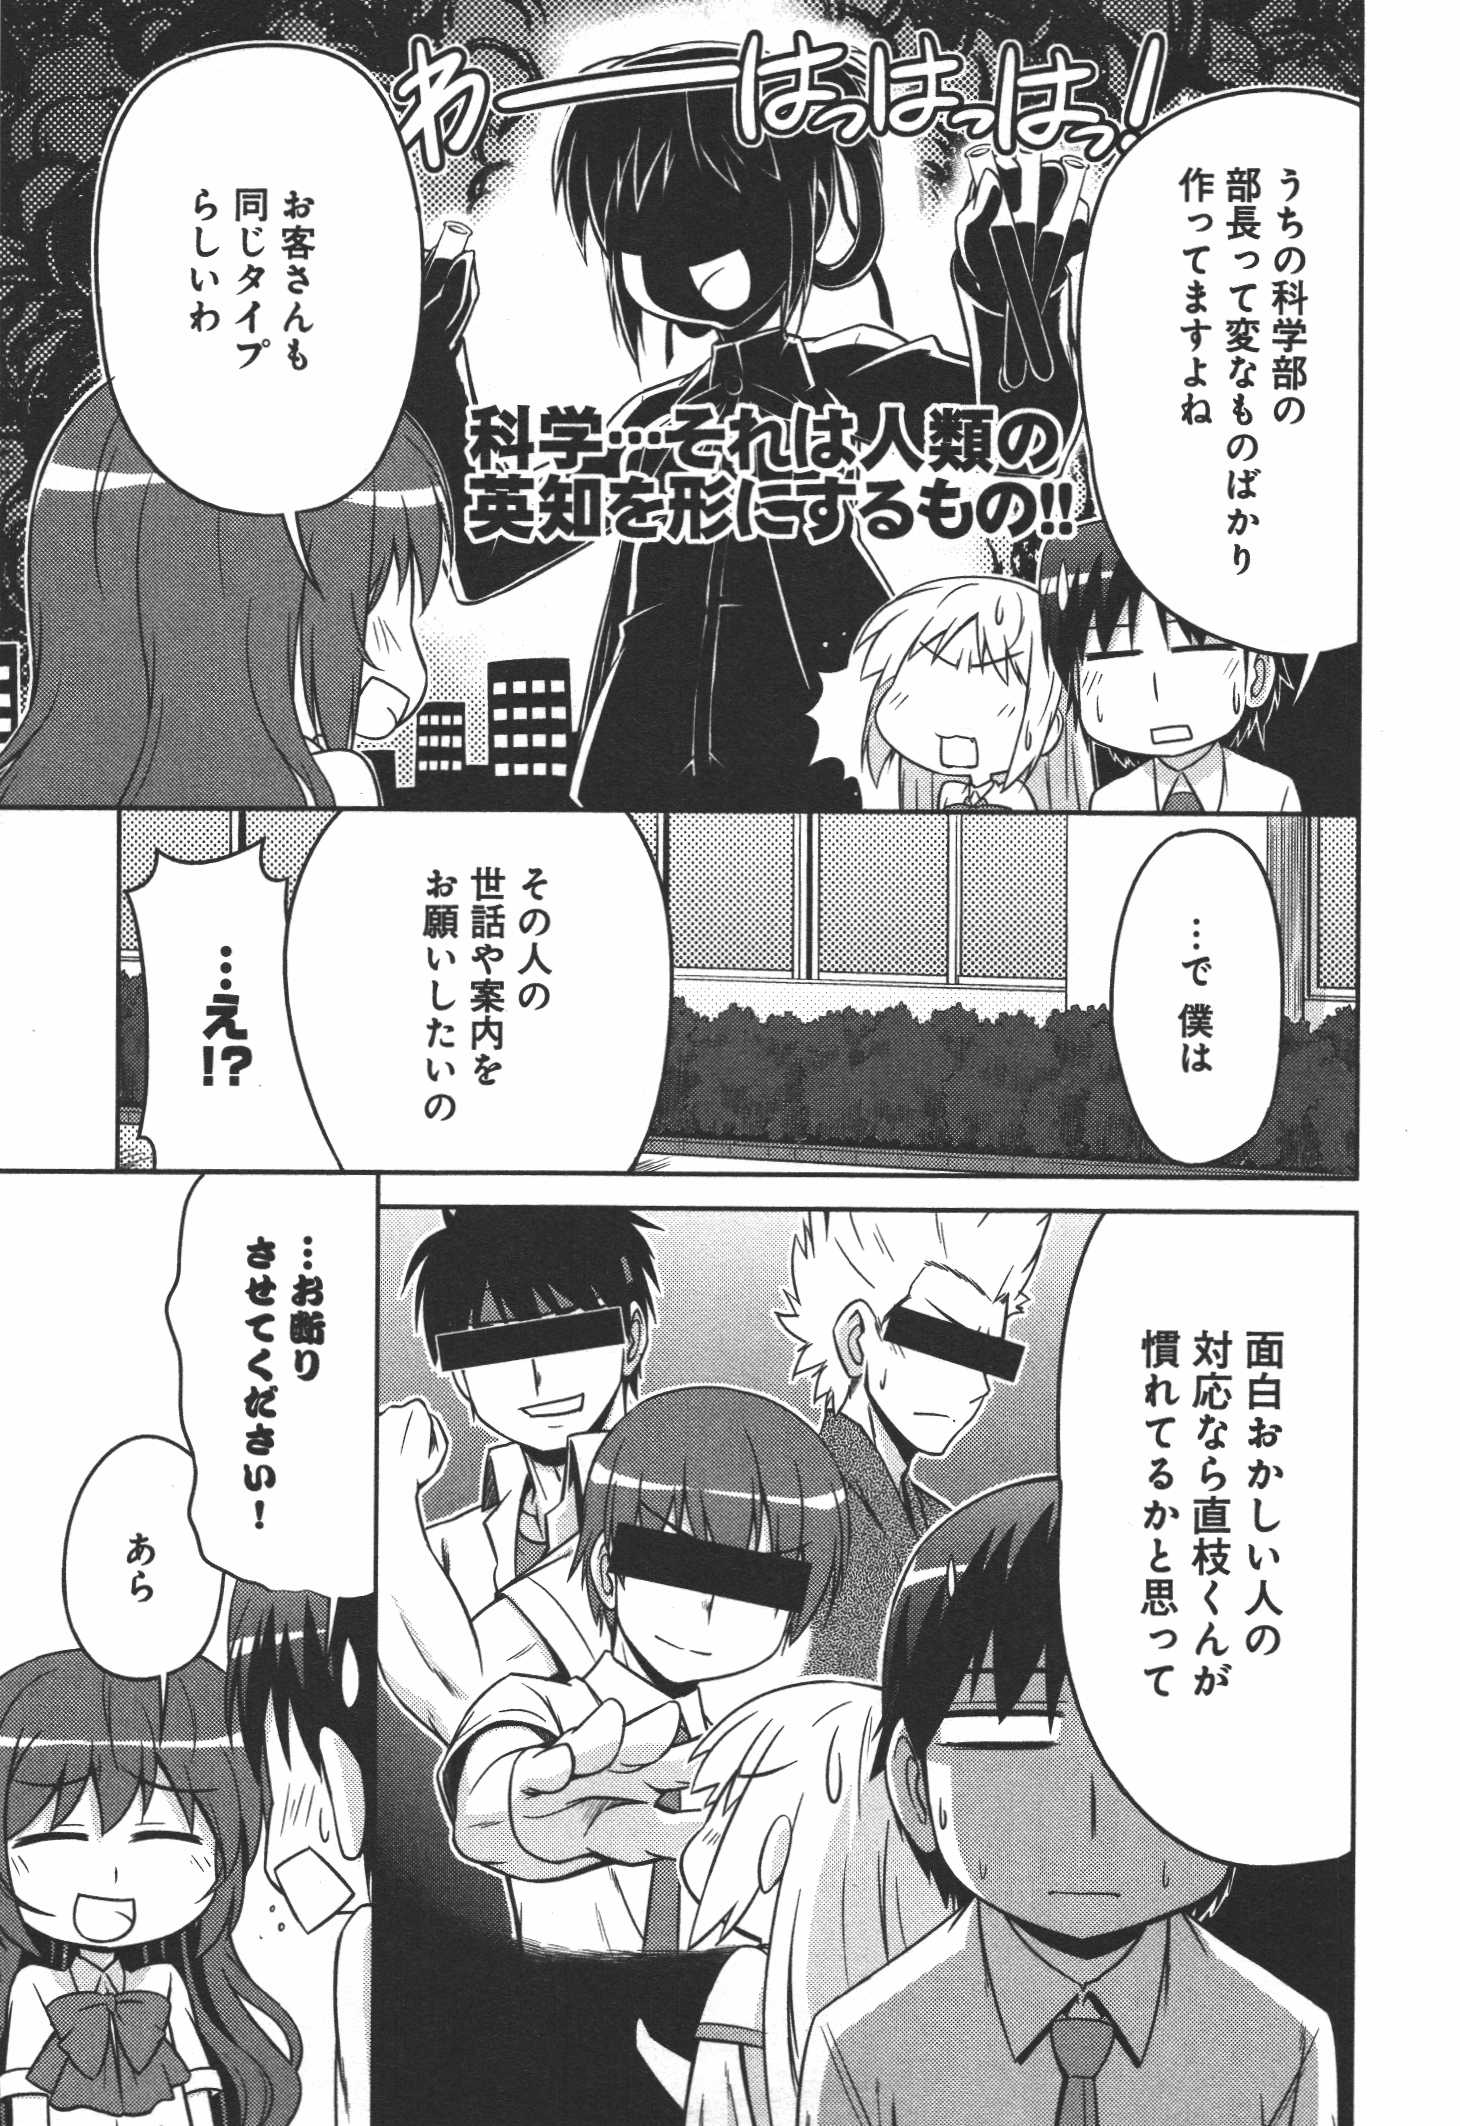 うちの科学部の
部長って変なものばかり
作ってますよね
わーはっはっはっ!
科学…それは人類の
英知を形にするもの!!
お客さんも
同じタイプ
らしいわ
…で 僕は
その人の
世話や案内を
お願いしたいの
…え!?
面白おかしい人の
対応なら直枝くんが
慣れてるかと思って
…お断り
させてください!
あら